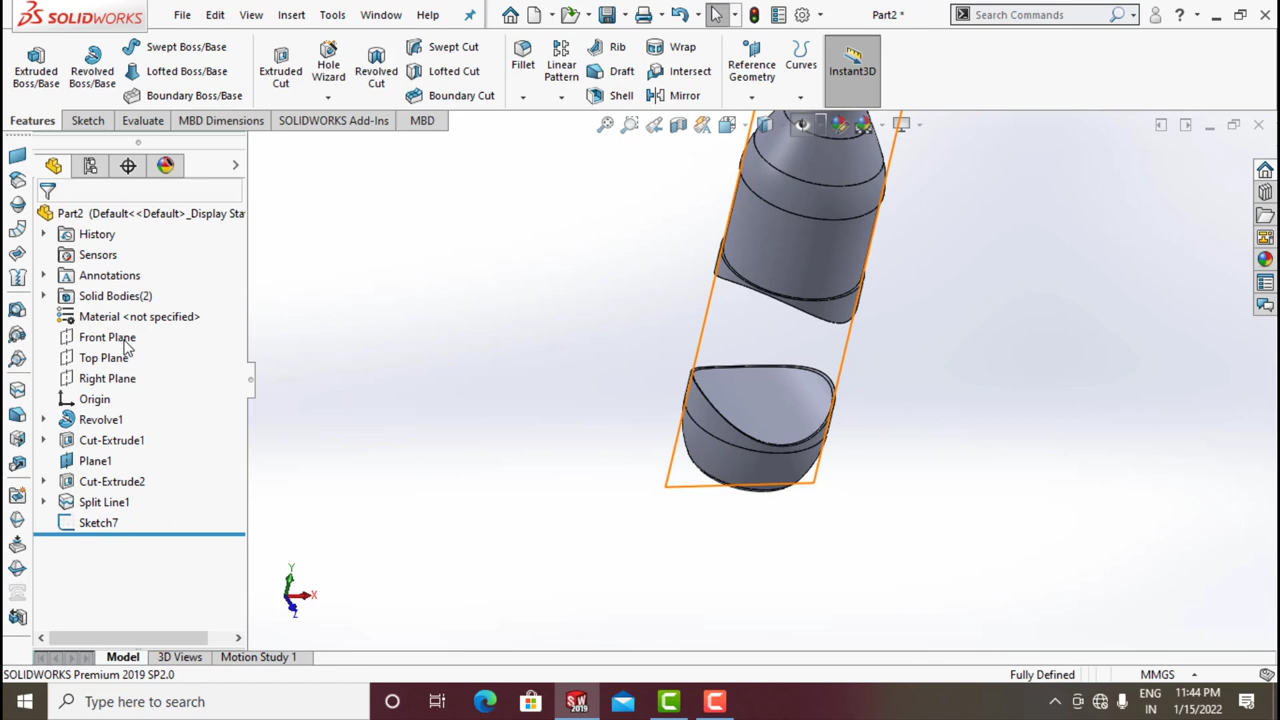 SOLIDWORKS File Edit View Insert Tools Window Help Part2 * Search Commands ?
Extruded Boss/Base
Revolved Boss/Base
Swept Boss/Base
Lofted Boss/Base
Boundary Boss/Base
Extruded Cut
Hole Wizard
Revolved Cut
Swept Cut
Lofted Cut
Boundary Cut
Fillet
Linear Pattern
Rib
Draft
Shell
Wrap
Intersect
Mirror
Reference Geometry
Curves
Instant3D
Features Sketch Evaluate MBD Dimensions SOLIDWORKS Add-Ins MBD
Part2 (Default<<Default>_Display Sta
History
Sensors
Annotations
Solid Bodies(2)
Material <not specified>
Front Plane
Top Plane
Right Plane
Origin
Revolve1
Cut-Extrude1
Plane1
Cut-Extrude2
Split Line1
Sketch7
Y
X
Z
Model 3D Views Motion Study 1
SOLIDWORKS Premium 2019 SP2.0 Fully Defined MMGS
Type here to search
SW
2019
ENG
IN
11:44 PM
1/15/2022